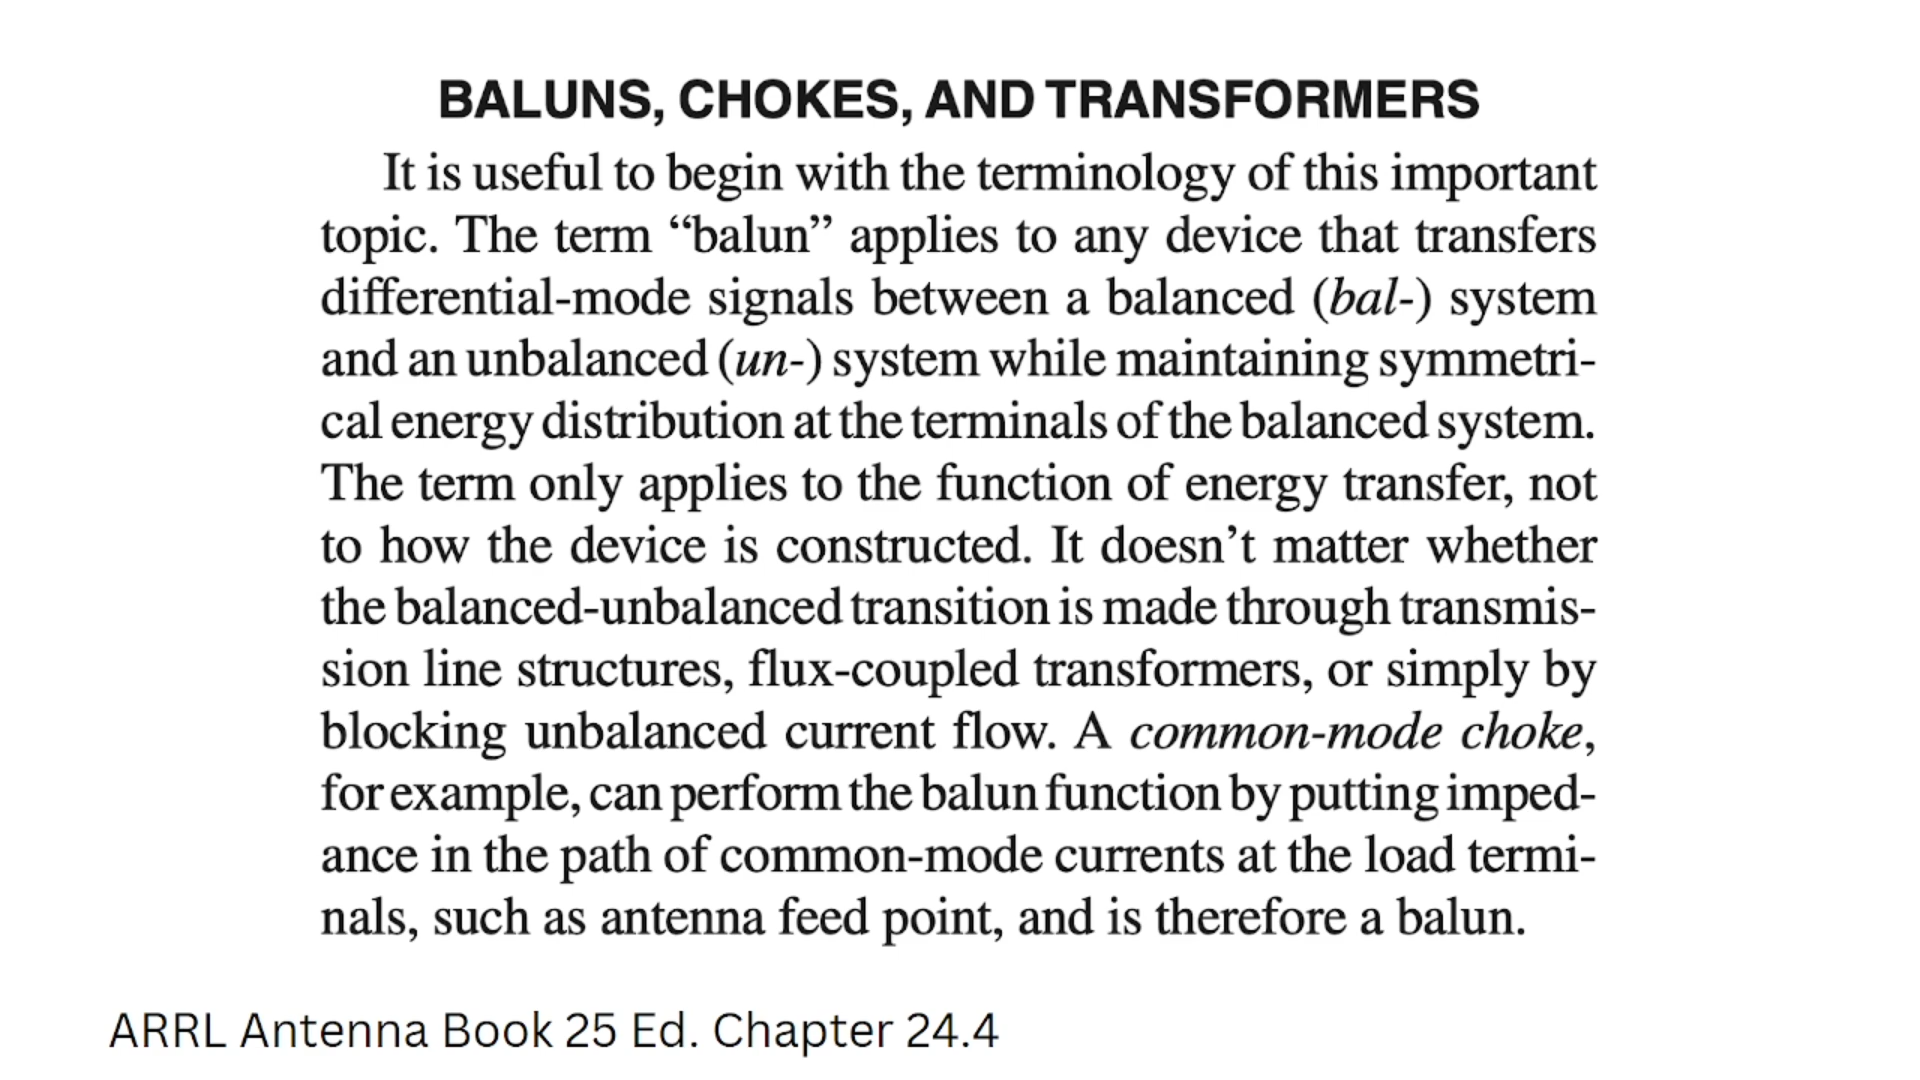 BALUNS, CHOKES, AND TRANSFORMERS
It is useful to begin with the terminology of this important
topic. The term “balun” applies to any device that transfers
differential-mode signals between a balanced (bal-) system
and an unbalanced (un-) system while maintaining symmetri-
cal energy distribution at the terminals of the balanced system.
The term only applies to the function of energy transfer, not
to how the device is constructed. It doesn’t matter whether
the balanced-unbalanced transition is made through transmis-
sion line structures, flux-coupled transformers, or simply by
blocking unbalanced current flow. A common-mode choke,
for example, can perform the balun function by putting imped-
ance in the path of common-mode currents at the load termi-
nals, such as antenna feed point, and is therefore a balun.
ARRL Antenna Book 25 Ed. Chapter 24.4